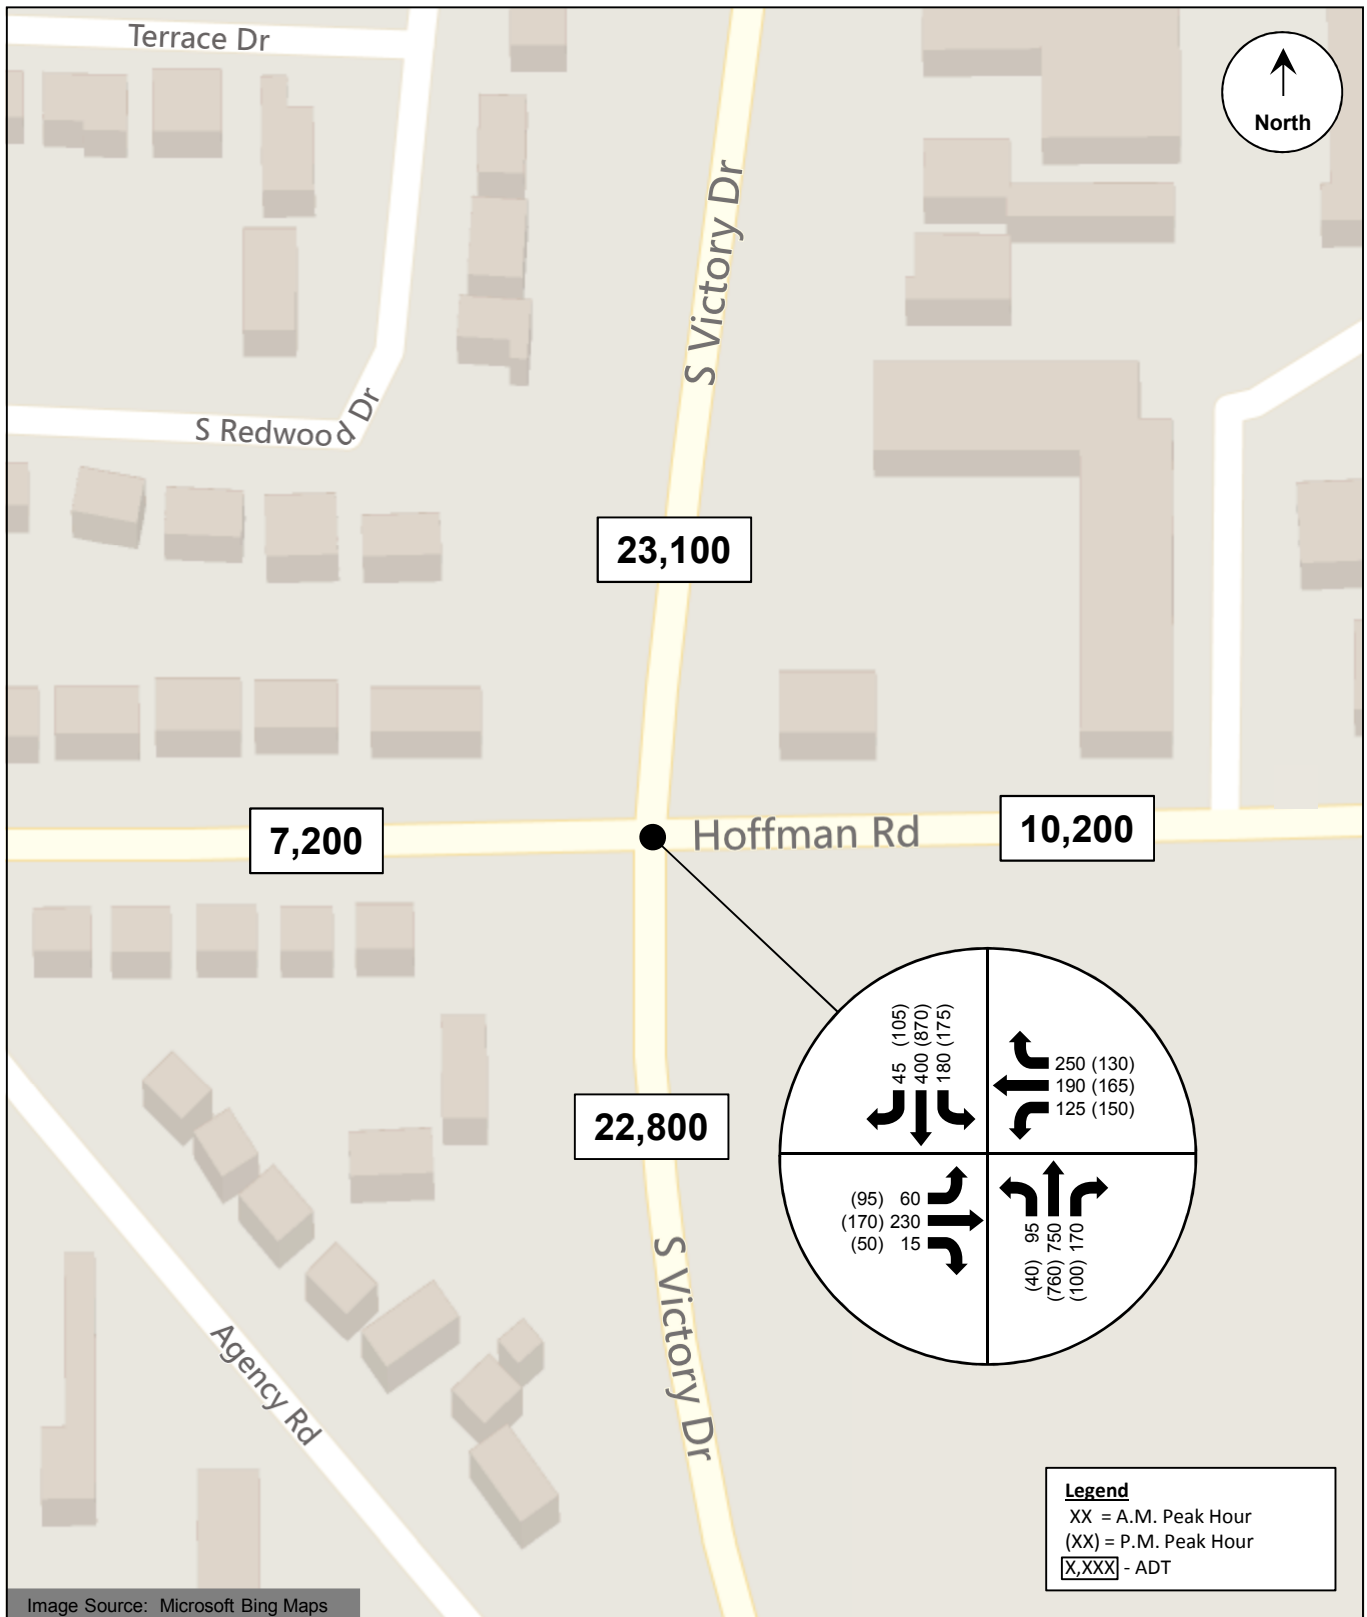 Terrace Dr
North
S Victory Dr
S Redwood Dr
23,100
7,200
Hoffman Rd
10,200
22,800
45 (105)
400 (870)
180 (175)
250 (130)
190 (165)
125 (150)
(95) 60
(170) 230
(50) 15
(40) 95
(760) 750
(100) 170
S Victory Dr
Agency Rd
Legend
XX = A.M. Peak Hour
(XX) = P.M. Peak Hour
X,XXX - ADT
Image Source: Microsoft Bing Maps